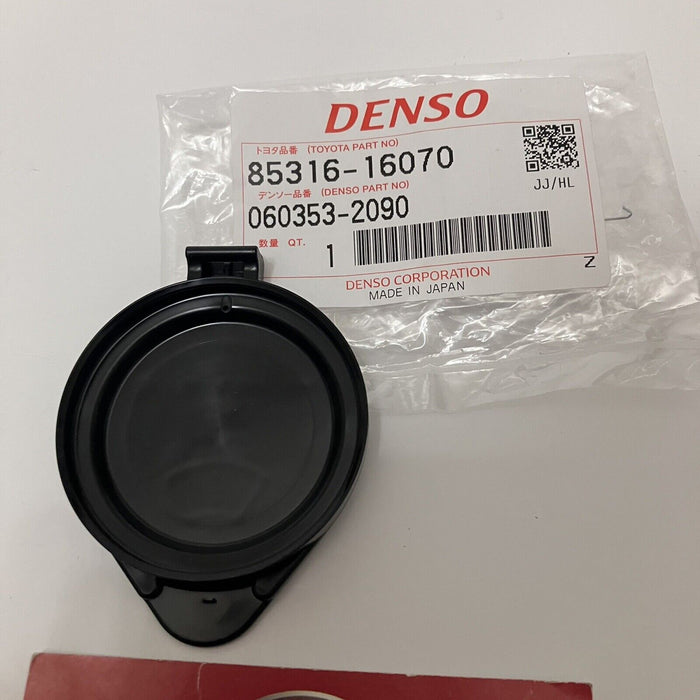 DENSO
トヨタ品番 (TOYOTA PART NO)
85316-16070
JJ/HL
デンソー品番 (DENSO PART NO)
060353-2090
数量 QT. 1
DENSO CORPORATION
MADE IN JAPAN
Z